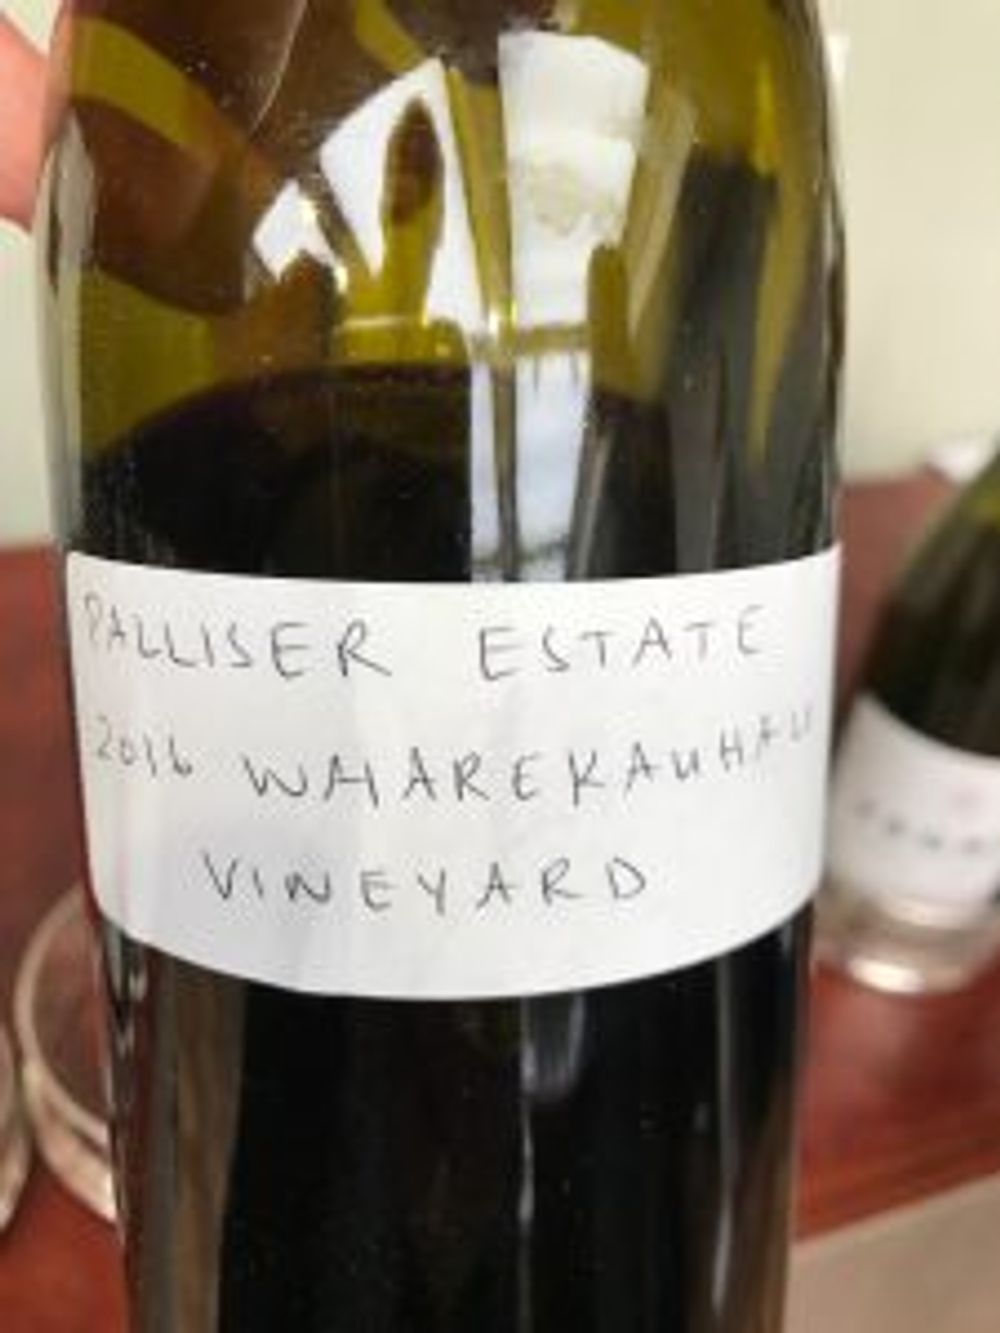 PALLISER ESTATE
2016 WHAREKAUHAU
VINEYARD